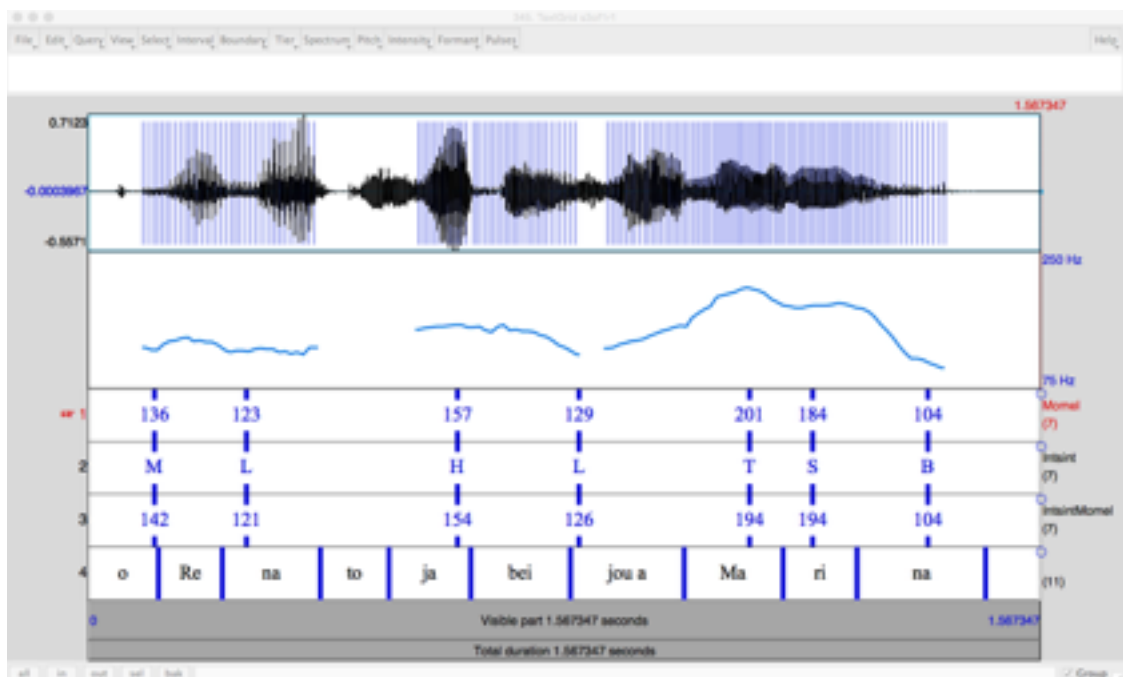 File Edit Query View Select Interval Boundary Tier Spectrum Pitch Intensity Formant Pulses Help
1.567347
0.7123
-0.0003967
-0.5571
250 Hz
75 Hz
1 136 123 157 129 201 184 104 Momel (7)
2 M L H L T S B Intsint (7)
3 142 121 154 126 194 194 104 IntsintMomel (7)
4 o Re na to ja bei jou a Ma ri na (11)
0 Visible part 1.567347 seconds 1.567347
Total duration 1.567347 seconds
all in out sel bak Group